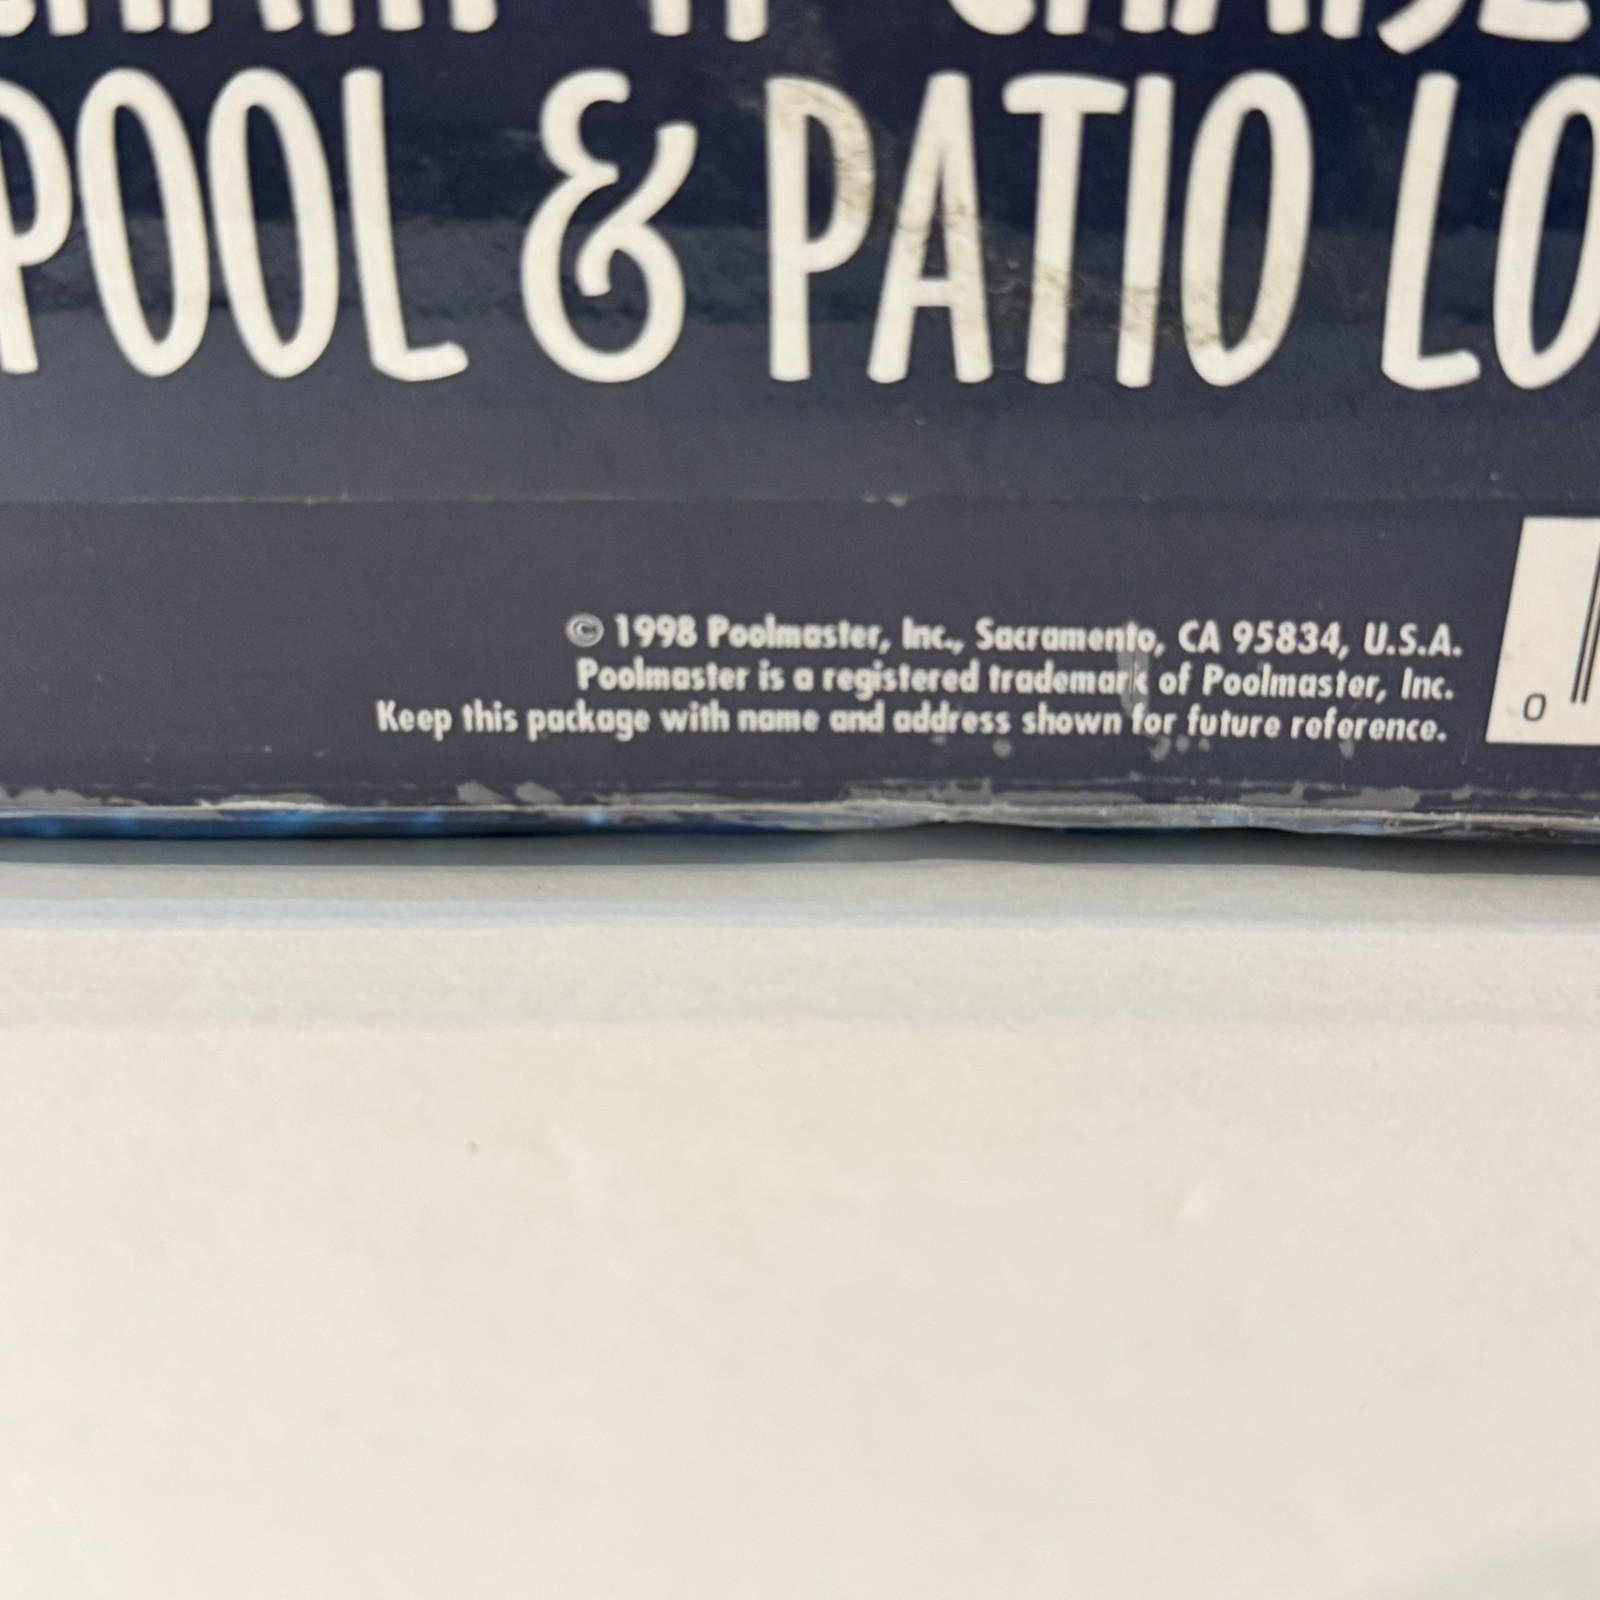 POOL & PATIO LO
© 1998 Poolmaster, Inc., Sacramento, CA 95834, U.S.A.
Poolmaster is a registered trademark of Poolmaster, Inc.
Keep this package with name and address shown for future reference.
0